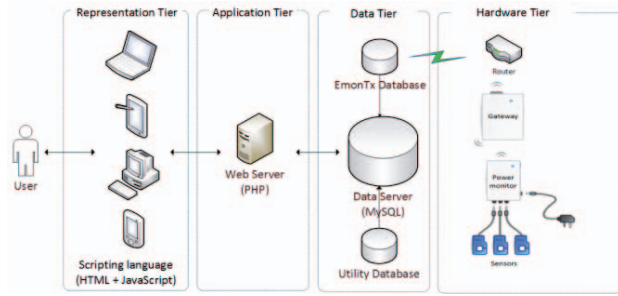 Representation Tier
Application Tier
Data Tier
Hardware Tier
EmonTx Database
Router
Gateway
User
Web Server
(PHP)
Data Server
(MySQL)
Power
monitor
Scripting language
(HTML + JavaScript)
Utility Database
Sensors